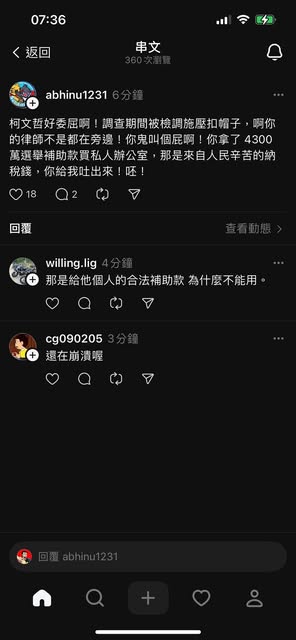 07:36
返回
串文
360 次瀏覽
abhinu1231 6分鐘
柯文哲好委屈啊！調查期間被檢調施壓扣帽子，啊你
的律師不是都在旁邊！你鬼叫個屁啊！你拿了 4300
萬選舉補助款買私人辦公室，那是來自人民辛苦的納
稅錢，你給我吐出來！呸！
18 2
回覆 查看動態
willing.lig 4分鐘
那是給他個人的合法補助款 為什麼不能用。
cg090205 3分鐘
還在崩潰喔
回覆 abhinu1231